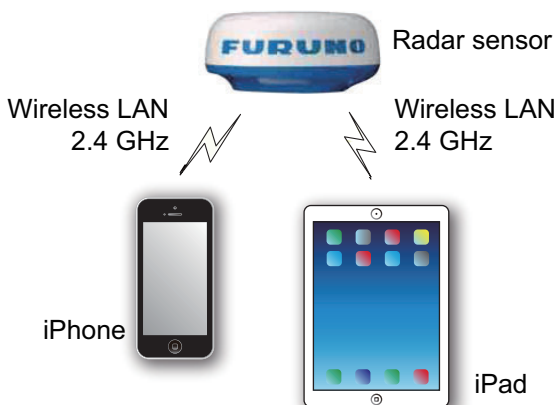 FURUNO
Radar sensor
Wireless LAN
2.4 GHz
Wireless LAN
2.4 GHz
iPhone
iPad